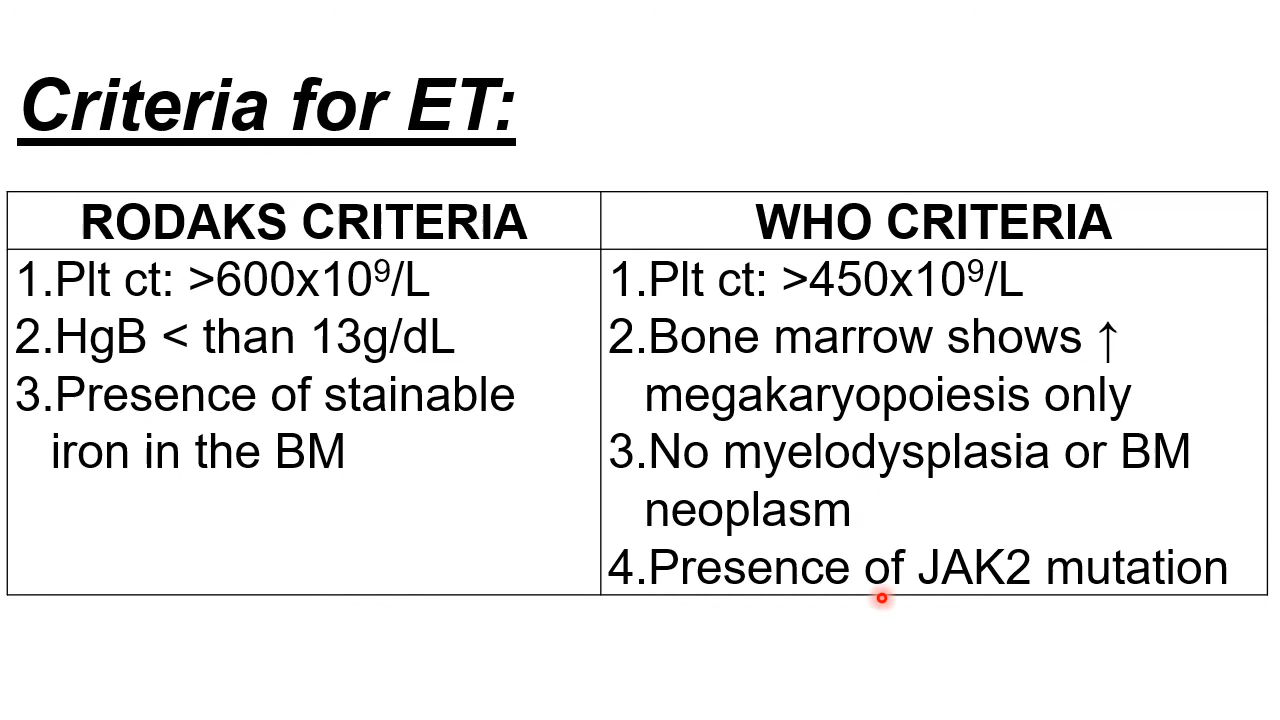 Criteria for ET:
RODAKS CRITERIA
1.Plt ct: >600x10⁹/L
2.HgB < than 13g/dL
3.Presence of stainable
iron in the BM
WHO CRITERIA
1.Plt ct: >450x10⁹/L
2.Bone marrow shows ↑
megakaryopoiesis only
3.No myelodysplasia or BM
neoplasm
4.Presence of JAK2 mutation